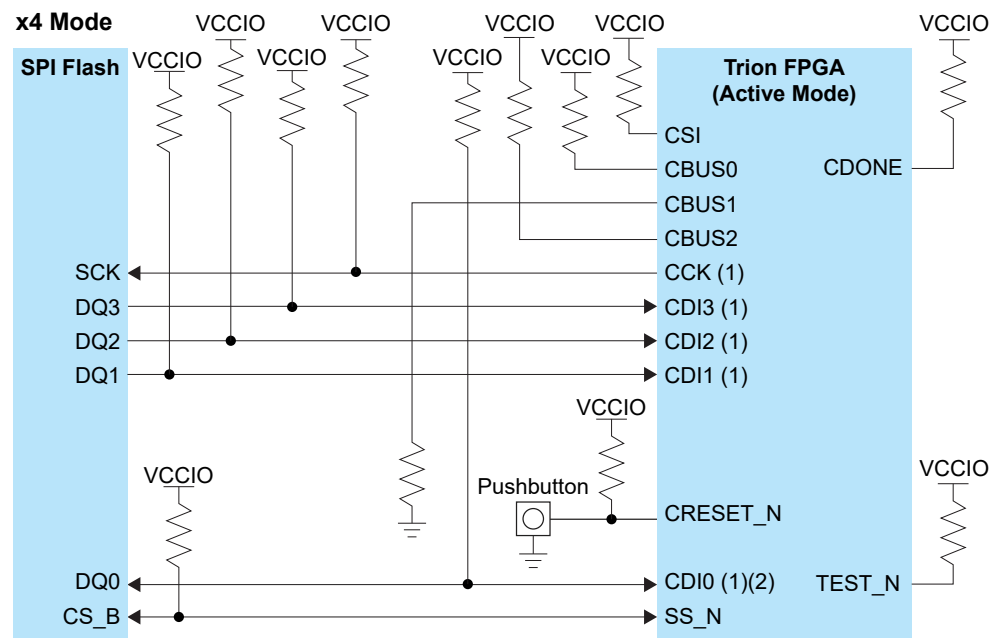 x4 Mode
VCCIO VCCIO VCCIO VCCIO VCCIO VCCIO
VCCIO VCCIO VCCIO VCCIO
SPI Flash
Trion FPGA
(Active Mode)
CSI
CBUS0
CDONE
CBUS1
CBUS2
SCK
CCK (1)
DQ3
CDI3 (1)
DQ2
CDI2 (1)
DQ1
CDI1 (1)
VCCIO
VCCIO
VCCIO
Pushbutton
CRESET_N
DQ0
CDI0 (1)(2)
TEST_N
CS_B
SS_N